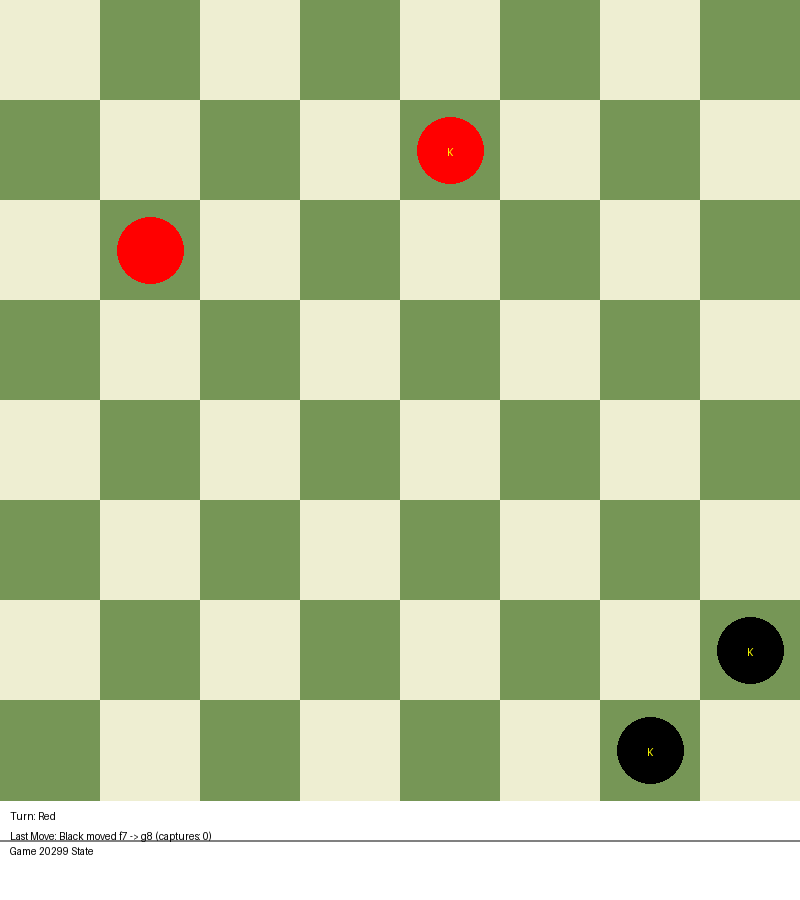 K
K
K
Turn: Red
Last Move: Black moved f7 -> g8 (captures: 0)
Game 20299 State